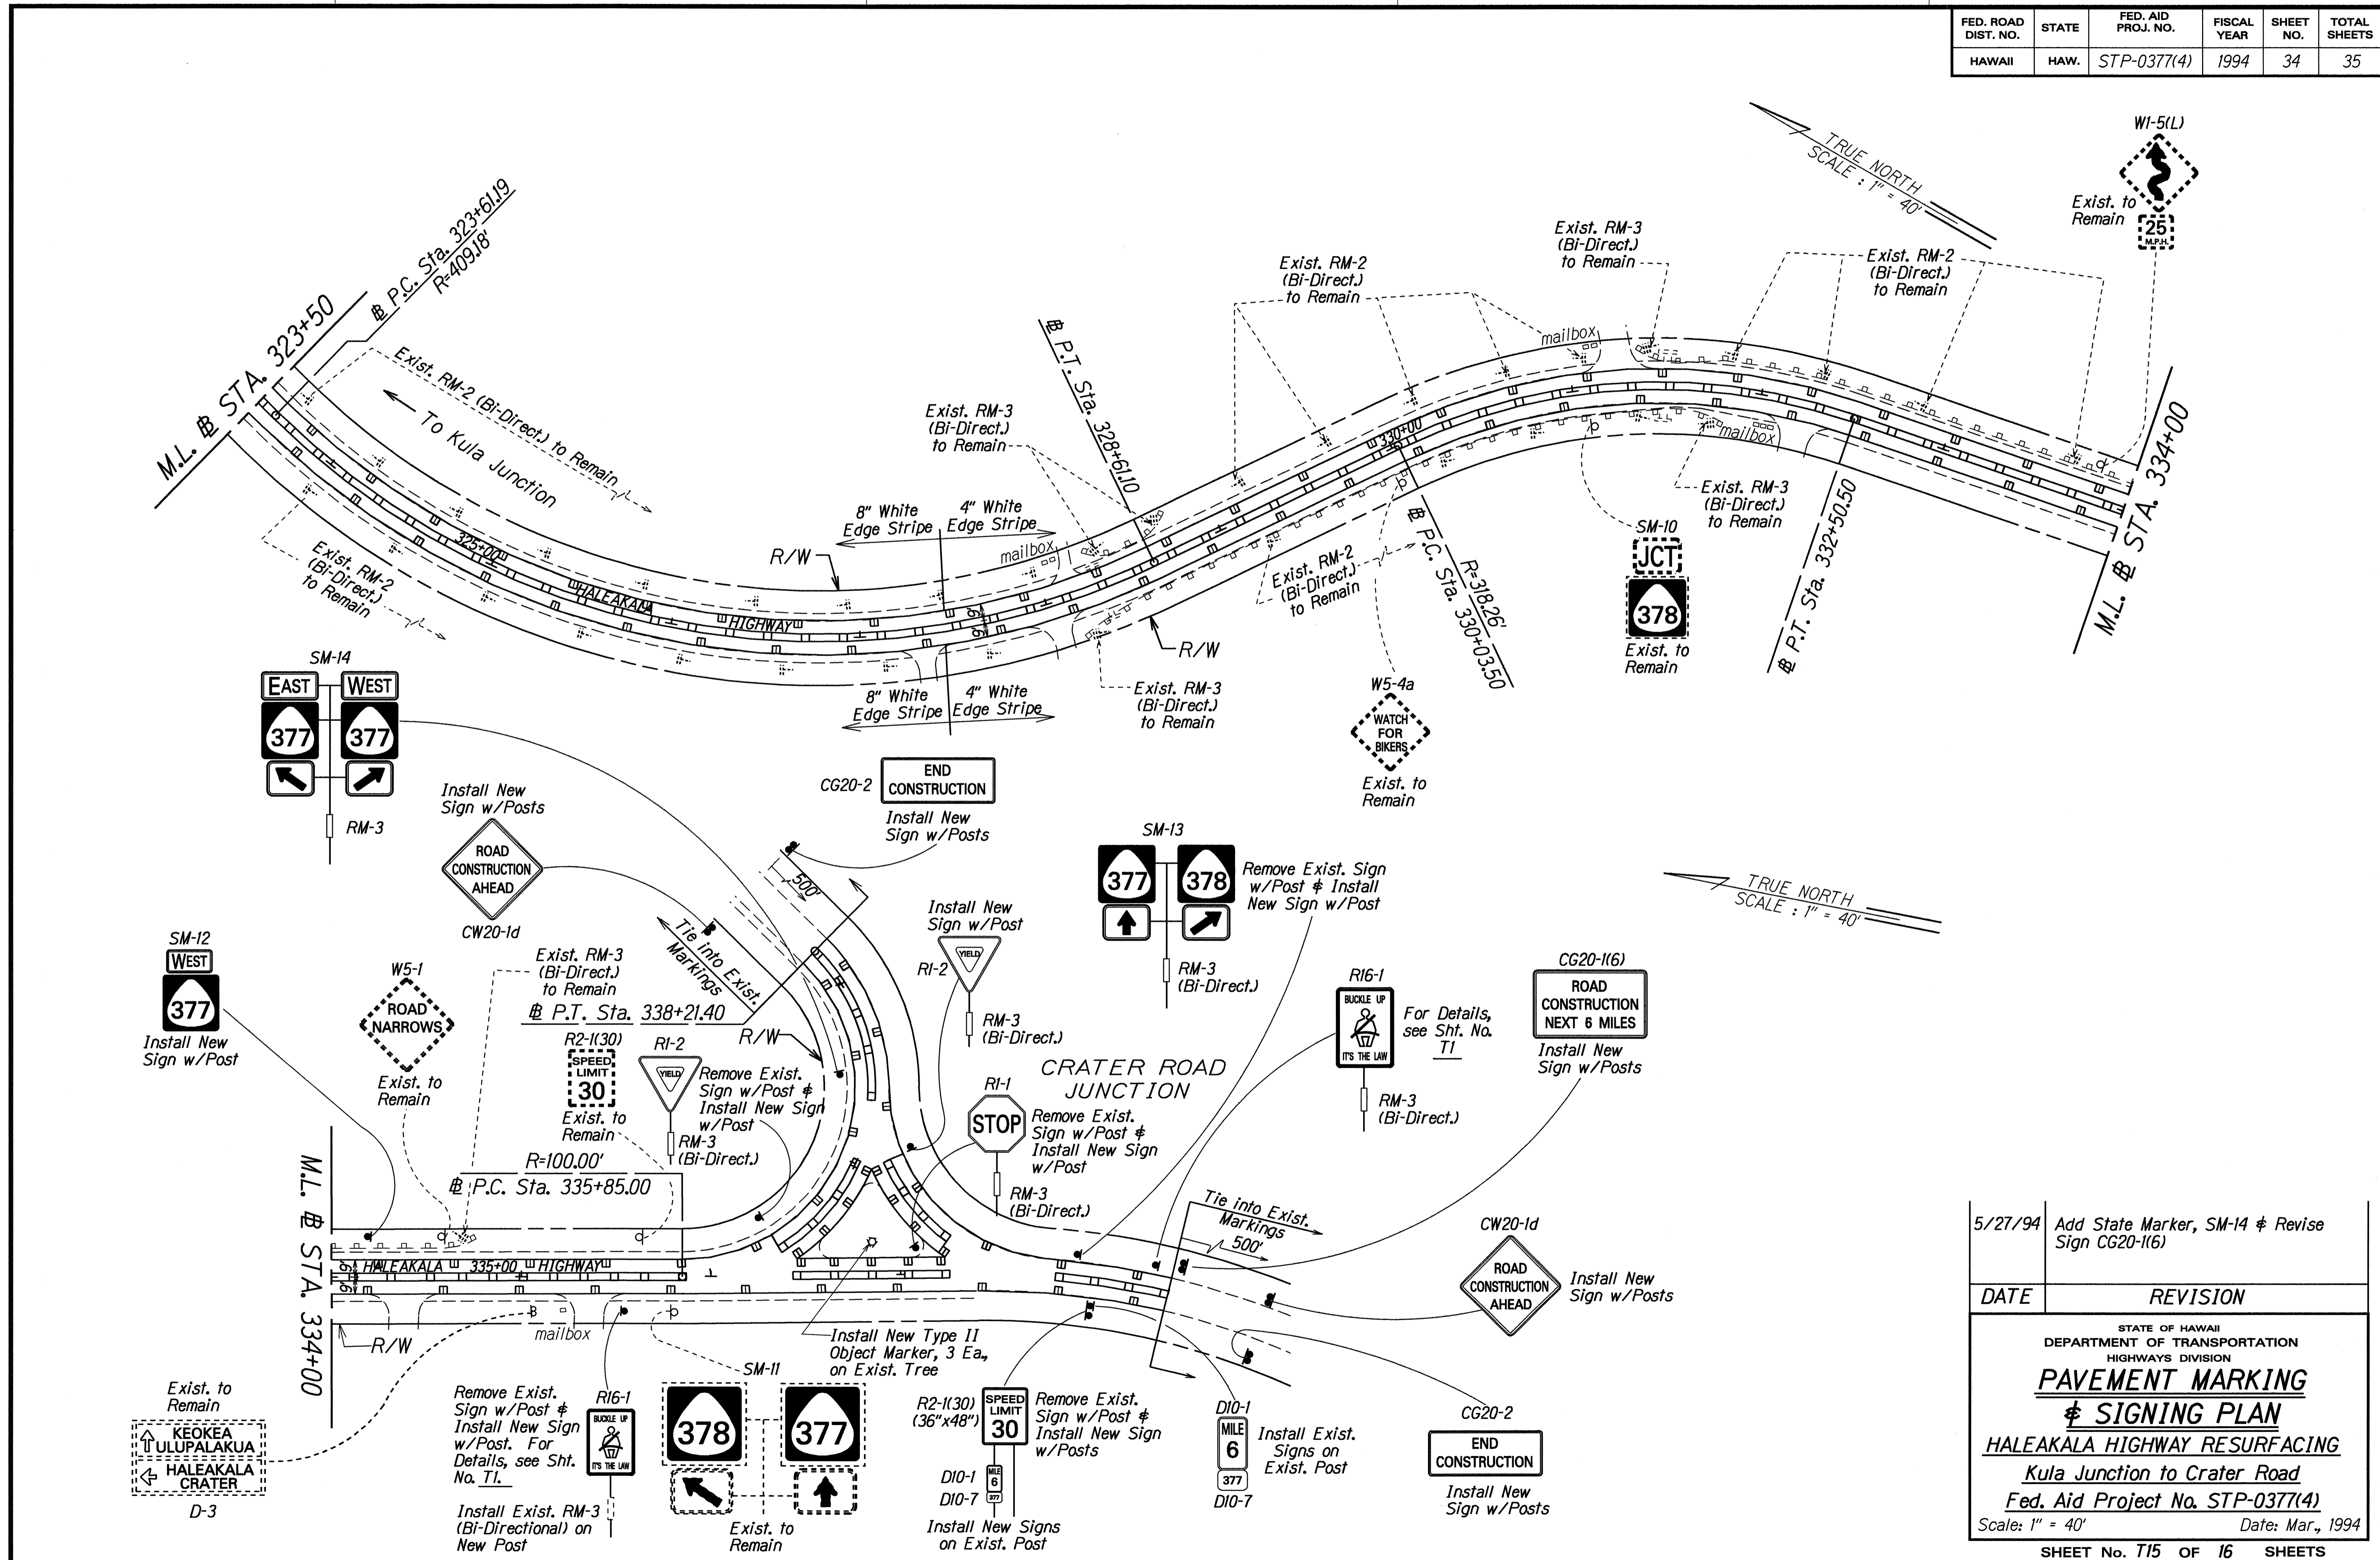 FED. ROAD DIST. NO.
STATE
FED. AID PROJ. NO.
FISCAL YEAR
SHEET NO.
TOTAL SHEETS
HAWAII
HAW.
STP-0377(4)
1994
34
35
TRUE NORTH
SCALE : 1" = 40'
W1-5(L)
Exist. to
Remain
25
M.P.H.
M.L. ⅊ STA. 323+50
⅊ P.C. Sta. 323+61.19
R=409.18'
Exist. RM-2 (Bi-Direct.) to Remain
To Kula Junction
Exist. RM-2
(Bi-Direct.)
to Remain
325+00
HALEAKALA
HIGHWAY
R/W
8" White
Edge Stripe
4" White
Edge Stripe
mailbox
9'
9'
Exist. RM-3
(Bi-Direct.)
to Remain
⅊ P.T. Sta. 328+61.10
8" White
Edge Stripe
4" White
Edge Stripe
R/W
Exist. RM-3
(Bi-Direct.)
to Remain
Exist. RM-2
(Bi-Direct.)
to Remain
330+00
Exist. RM-2
(Bi-Direct.)
to Remain
R=318.26'
⅊ P.C. Sta. 330+03.50
W5-4a
WATCH
FOR
BIKERS
Exist. to
Remain
Exist. RM-3
(Bi-Direct.)
to Remain
mailbox
Exist. RM-2
(Bi-Direct.)
to Remain
mailbox
Exist. RM-3
(Bi-Direct.)
to Remain
SM-10
JCT
378
Exist. to
Remain
⅊ P.T. Sta. 332+50.50
M.L. ⅊ STA. 334+00
SM-14
EAST
WEST
377
377
RM-3
Install New
Sign w/Posts
ROAD
CONSTRUCTION
AHEAD
CW20-1d
CG20-2
END
CONSTRUCTION
Install New
Sign w/Posts
500'
Tie into Exist.
Markings
SM-13
377
378
Remove Exist. Sign
w/Post & Install
New Sign w/Post
RM-3
(Bi-Direct.)
TRUE NORTH
SCALE : 1" = 40'
SM-12
WEST
377
Install New
Sign w/Post
W5-1
ROAD
NARROWS
Exist. to
Remain
Exist. RM-3
(Bi-Direct.)
to Remain
⅊ P.T. Sta. 338+21.40
R/W
R2-1(30)
SPEED
LIMIT
30
Exist. to
Remain
R1-2
YIELD
Remove Exist.
Sign w/Post &
Install New Sign
w/Post
RM-3
(Bi-Direct.)
Install New
Sign w/Post
R1-2
YIELD
RM-3
(Bi-Direct.)
CRATER ROAD
JUNCTION
R1-1
STOP
Remove Exist.
Sign w/Post &
Install New Sign
w/Post
RM-3
(Bi-Direct.)
R16-1
BUCKLE UP
IT'S THE LAW
For Details,
see Sht. No.
T1
RM-3
(Bi-Direct.)
CG20-1(6)
ROAD
CONSTRUCTION
NEXT 6 MILES
Install New
Sign w/Posts
R=100.00'
⅊ P.C. Sta. 335+85.00
M.L. ⅊ STA. 334+00
9'
9'
HALEAKALA 335+00 HIGHWAY
R/W
mailbox
Install New Type II
Object Marker, 3 Ea.,
on Exist. Tree
Tie into Exist.
Markings
500'
CW20-1d
ROAD
CONSTRUCTION
AHEAD
Install New
Sign w/Posts
Exist. to
Remain
KEOKEA
ULUPALAKUA
HALEAKALA
CRATER
D-3
Remove Exist.
Sign w/Post &
Install New Sign
w/Post. For
Details, see Sht.
No. T1.
R16-1
BUCKLE UP
IT'S THE LAW
Install Exist. RM-3
(Bi-Directional) on
New Post
SM-11
378
377
Exist. to
Remain
R2-1(30)
(36"x48")
SPEED
LIMIT
30
Remove Exist.
Sign w/Post &
Install New Sign
w/Posts
D10-1
MILE
6
D10-7
377
Install New Signs
on Exist. Post
D10-1
MILE
6
377
D10-7
Install Exist.
Signs on
Exist. Post
CG20-2
END
CONSTRUCTION
Install New
Sign w/Posts
5/27/94
Add State Marker, SM-14 & Revise
Sign CG20-1(6)
DATE
REVISION
STATE OF HAWAII
DEPARTMENT OF TRANSPORTATION
HIGHWAYS DIVISION
PAVEMENT MARKING
& SIGNING PLAN
HALEAKALA HIGHWAY RESURFACING
Kula Junction to Crater Road
Fed. Aid Project No. STP-0377(4)
Scale: 1" = 40'
Date: Mar., 1994
SHEET No. T15 OF 16 SHEETS